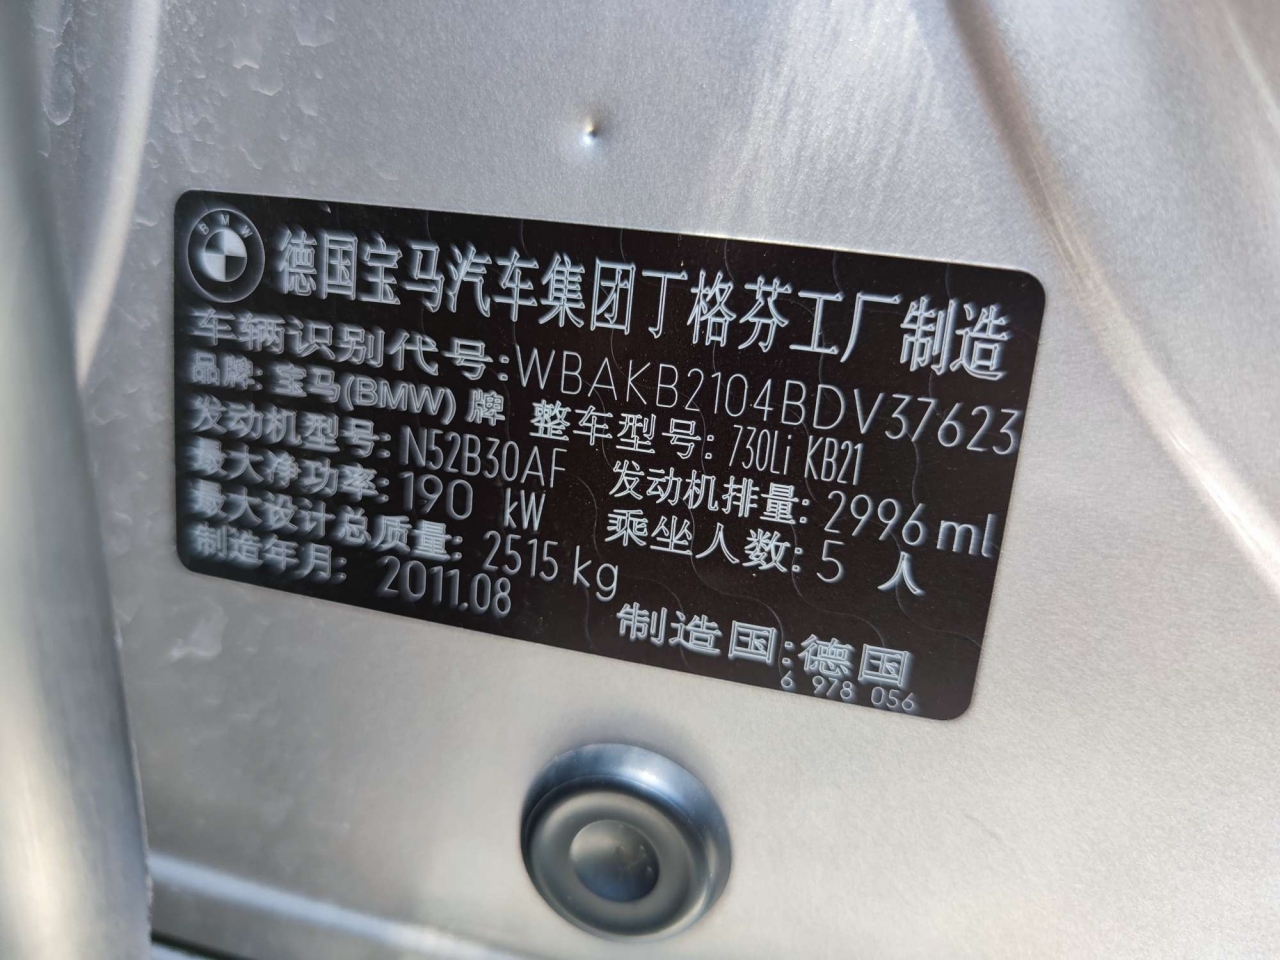 BMW
德国宝马汽车集团丁格芬工厂制造
车辆识别代号:WBAKB2104BDV37623
品牌:宝马(BMW)牌 整车型号:730Li KB21
发动机型号:N52B30AF 发动机排量:2996ml
最大净功率:190 kW 乘坐人数:5 人
最大设计总质量:2515kg
制造年月:2011.08 制造国:德国
6 978 056